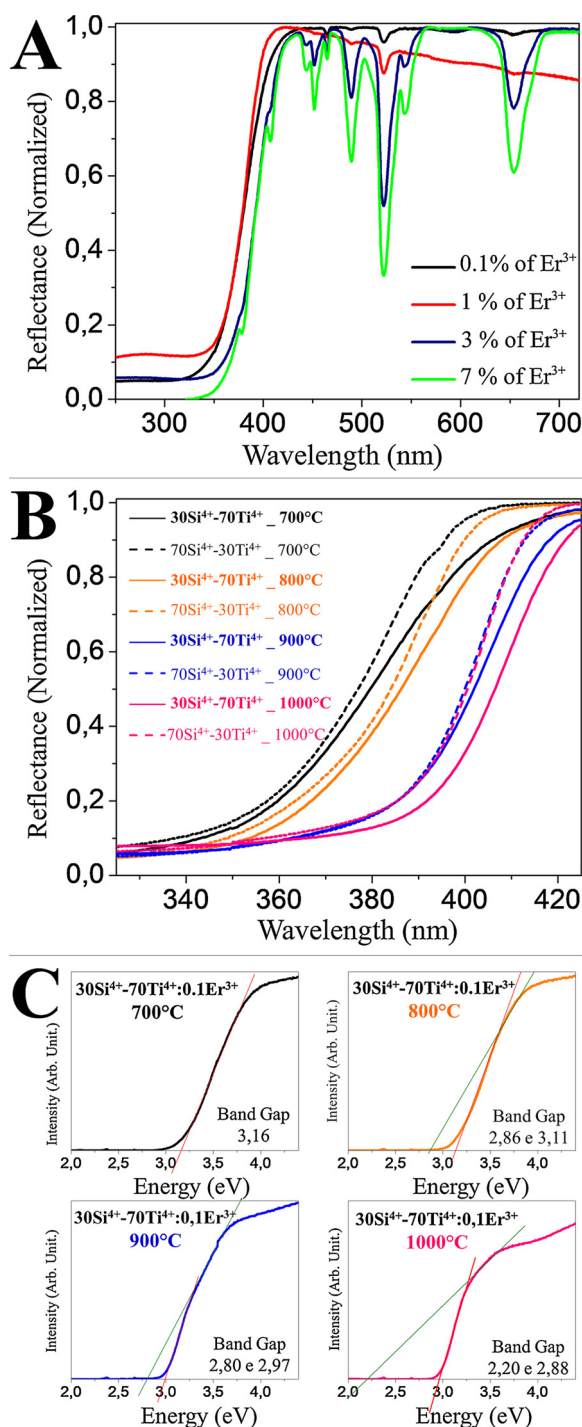 A
1,0
0,8
0,6
0,4
0,2
0,0
Reflectance (Normalized)
0.1% of Er³⁺
1 % of Er³⁺
3 % of Er³⁺
7 % of Er³⁺
300 400 500 600 700
Wavelength (nm)
B
1,0
0,8
0,6
0,4
0,2
0,0
Reflectance (Normalized)
30Si⁴⁺-70Ti⁴⁺ _ 700°C
70Si⁴⁺-30Ti⁴⁺ _ 700°C
30Si⁴⁺-70Ti⁴⁺ _ 800°C
70Si⁴⁺-30Ti⁴⁺ _ 800°C
30Si⁴⁺-70Ti⁴⁺ _ 900°C
70Si⁴⁺-30Ti⁴⁺ _ 900°C
30Si⁴⁺-70Ti⁴⁺ _ 1000°C
70Si⁴⁺-30Ti⁴⁺ _ 1000°C
340 360 380 400 420
Wavelength (nm)
C
30Si⁴⁺-70Ti⁴⁺:0.1Er³⁺
700°C
Intensity (Arb. Unit.)
Band Gap
3,16
2,0 2,5 3,0 3,5 4,0
Energy (eV)
30Si⁴⁺-70Ti⁴⁺:0.1Er³⁺
800°C
Intensity (Arb. Unit.)
Band Gap
2,86 e 3,11
2,0 2,5 3,0 3,5 4,0
Energy (eV)
30Si⁴⁺-70Ti⁴⁺:0,1Er³⁺
900°C
Intensity (Arb. Unit.)
Band Gap
2,80 e 2,97
2,0 2,5 3,0 3,5 4,0
Energy (eV)
30Si⁴⁺-70Ti⁴⁺:0,1Er³⁺
1000°C
Intensity (Arb. Unit.)
Band Gap
2,20 e 2,88
2,0 2,5 3,0 3,5 4,0
Energy (eV)